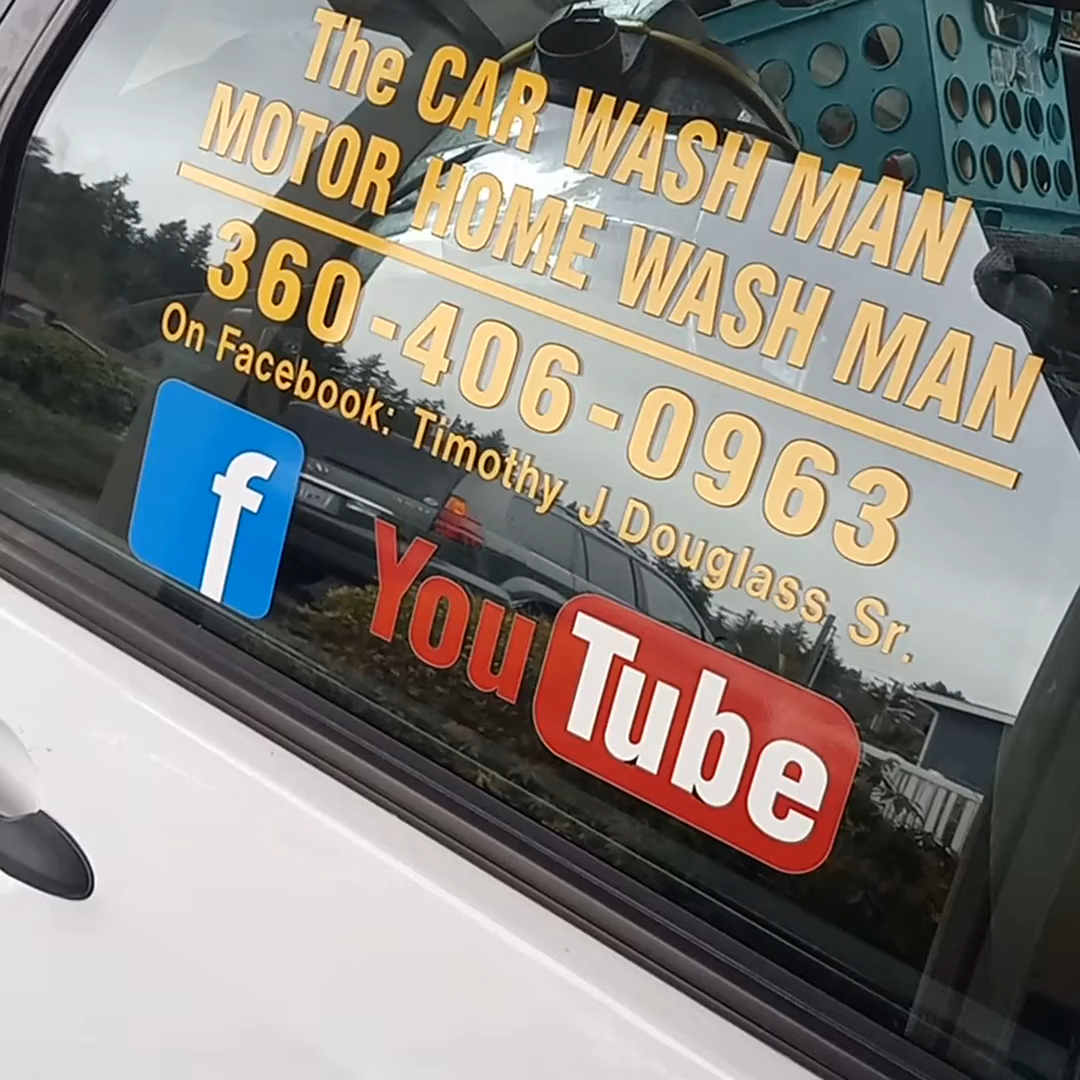 The CAR WASH MAN
MOTOR HOME WASH MAN
360-406-0963
On Facebook: Timothy J Douglass Sr.
f
YouTube